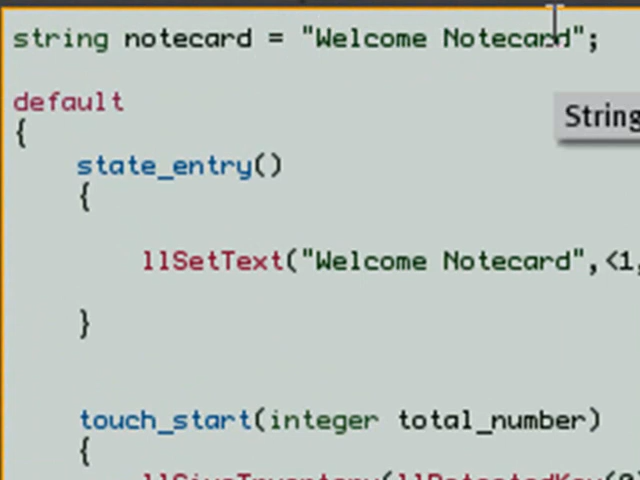 string notecard = "Welcome Notecard";
String
default
{
state_entry()
{
llSetText("Welcome Notecard",<1,
}
touch_start(integer total_number)
{